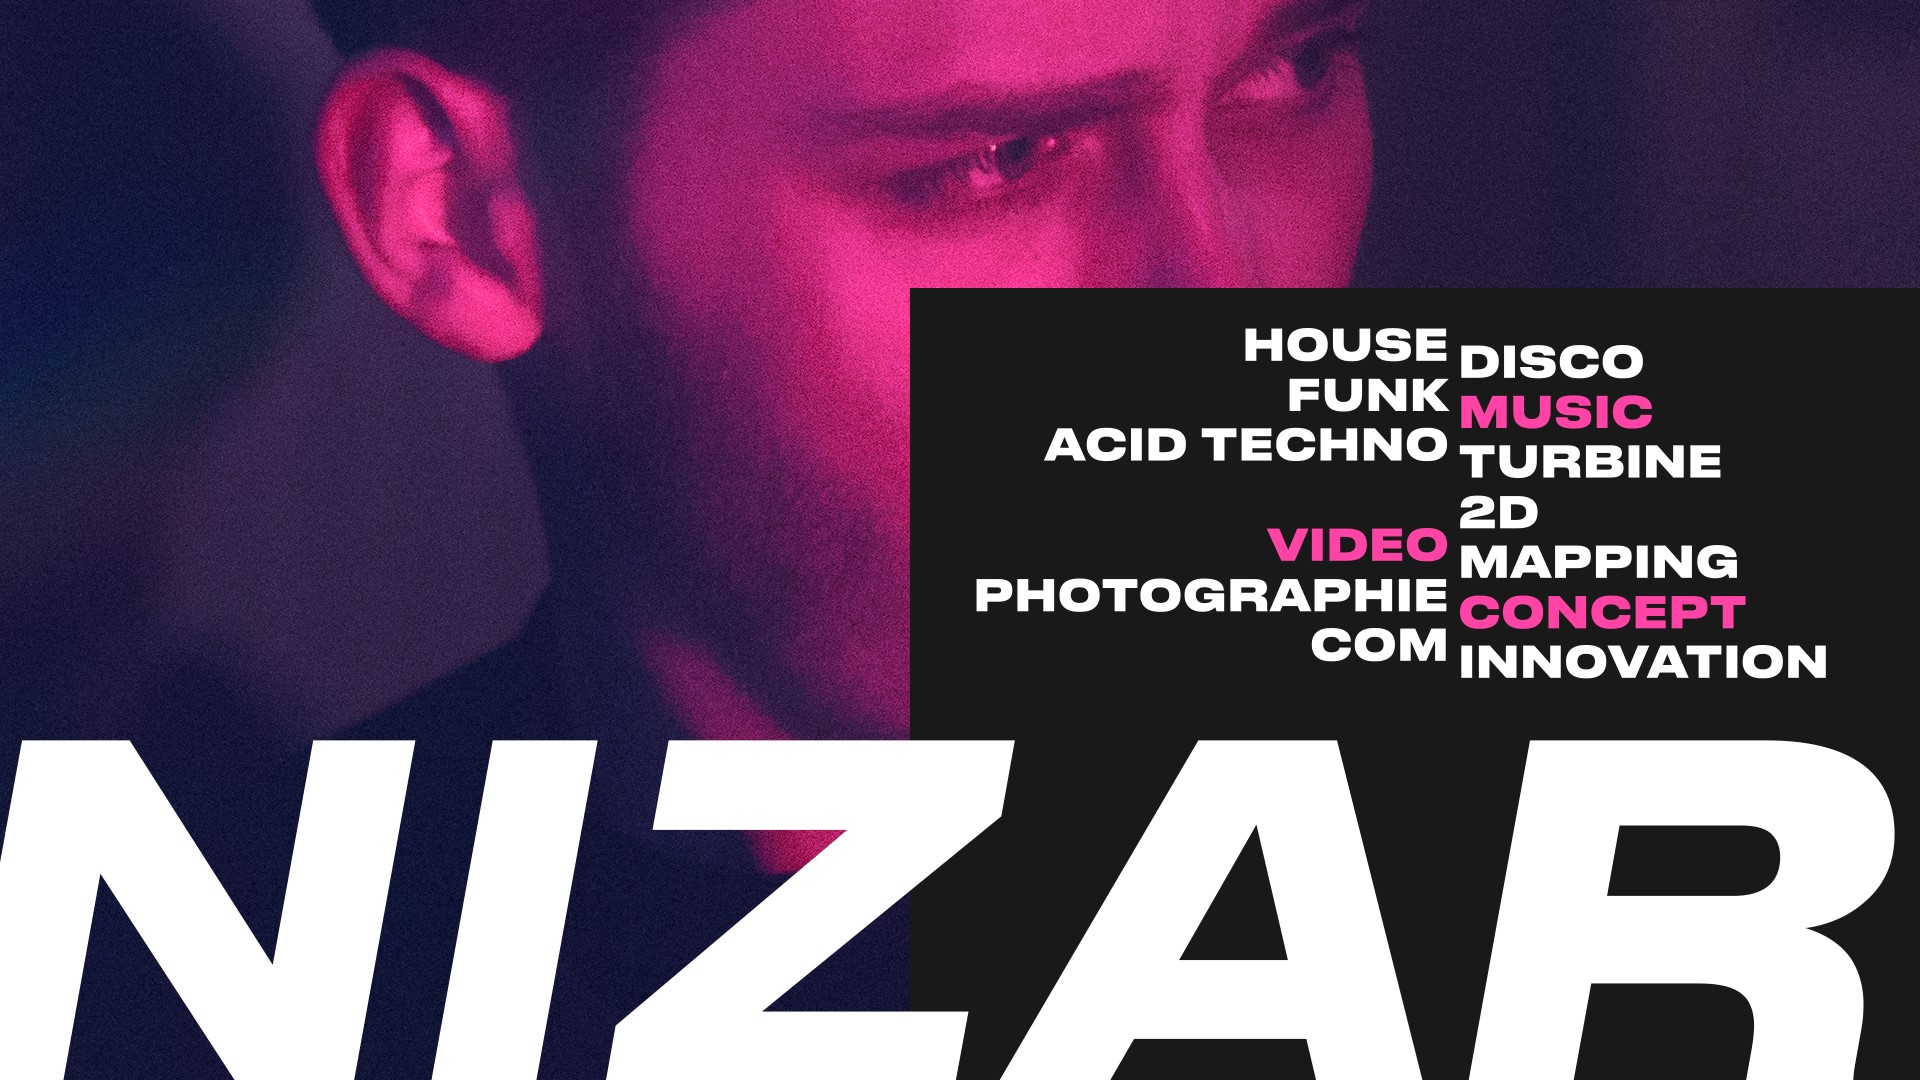 HOUSE
FUNK
ACID TECHNO
VIDEO
PHOTOGRAPHIE
COM
DISCO
MUSIC
TURBINE
2D
MAPPING
CONCEPT
INNOVATION
NIZAR